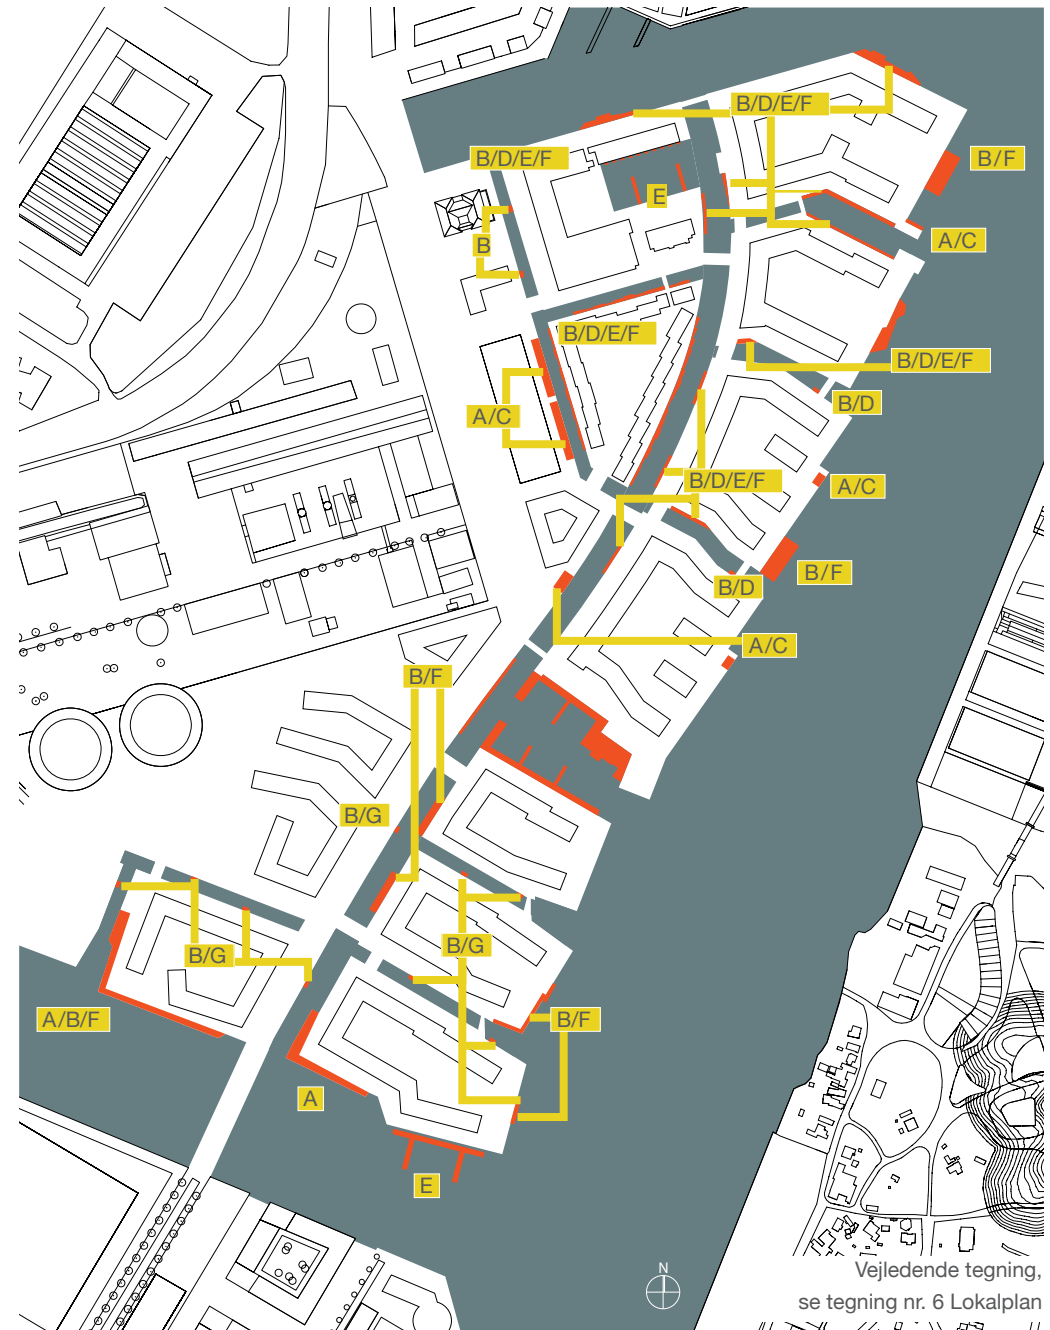 B/D/E/F
B/D/E/F
B/F
E
B
A/C
B/D/E/F
B/D/E/F
B/D
A/C
B/D/E/F
A/C
B/F
B/D
A/C
B/F
B/G
B/G
B/G
A/B/F
B/F
A
E
N
Vejledende tegning,
se tegning nr. 6 Lokalplan